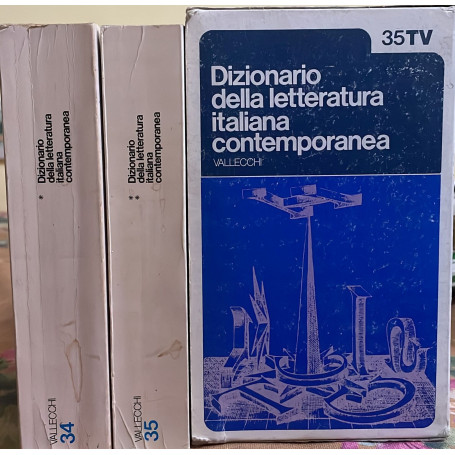 * Dizionario
della letteratura
italiana
contemporanea
VALLECCHI
34
* Dizionario
della letteratura
italiana
contemporanea
VALLECCHI
35
35TV
Dizionario
della letteratura
italiana
contemporanea
VALLECCHI